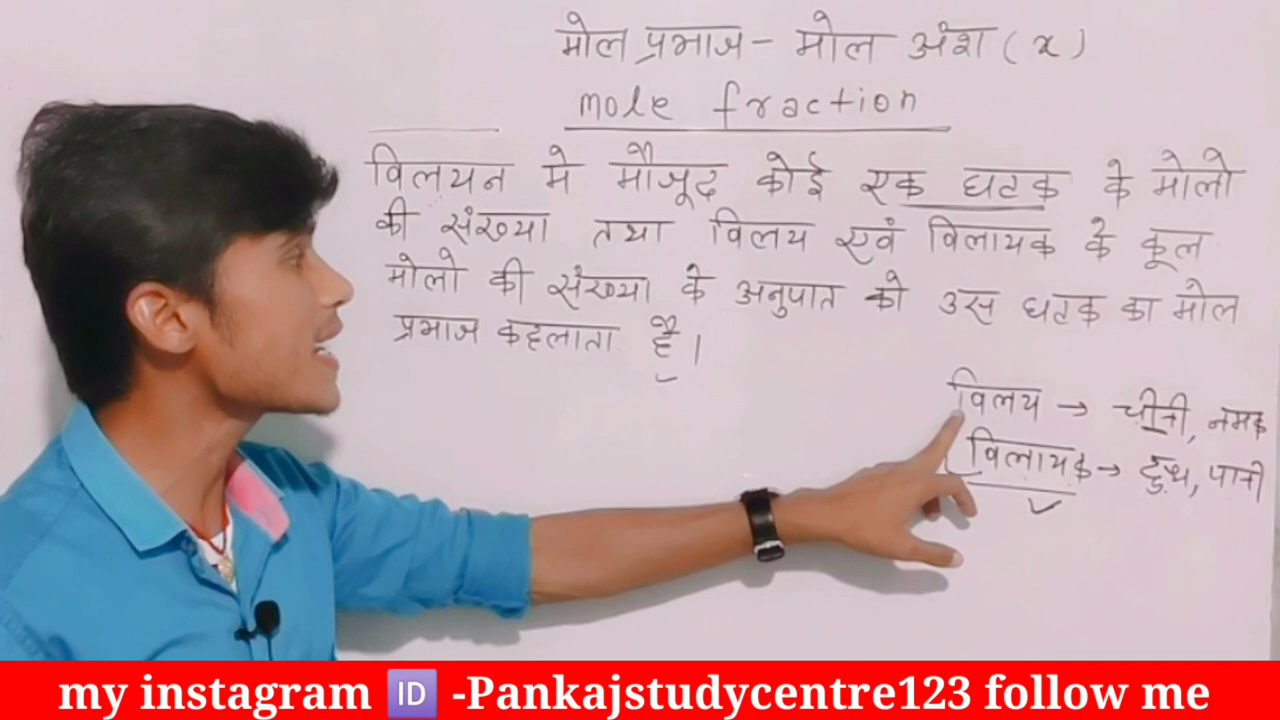 मोल प्रभाज - मोल अंश (x)
mole fraction
विलयन मे मौजूद कोई एक घटक के मोलो
की संख्या तथा विलय एवं विलायक के कूल
मोलो की संख्या के अनुपात को उस घटक का मोल
प्रभाज कहलाता है।
विलय → चीनी, नमक
विलायक → दुध, पानी
my instagram 🆔 -Pankajstudycentre123 follow me